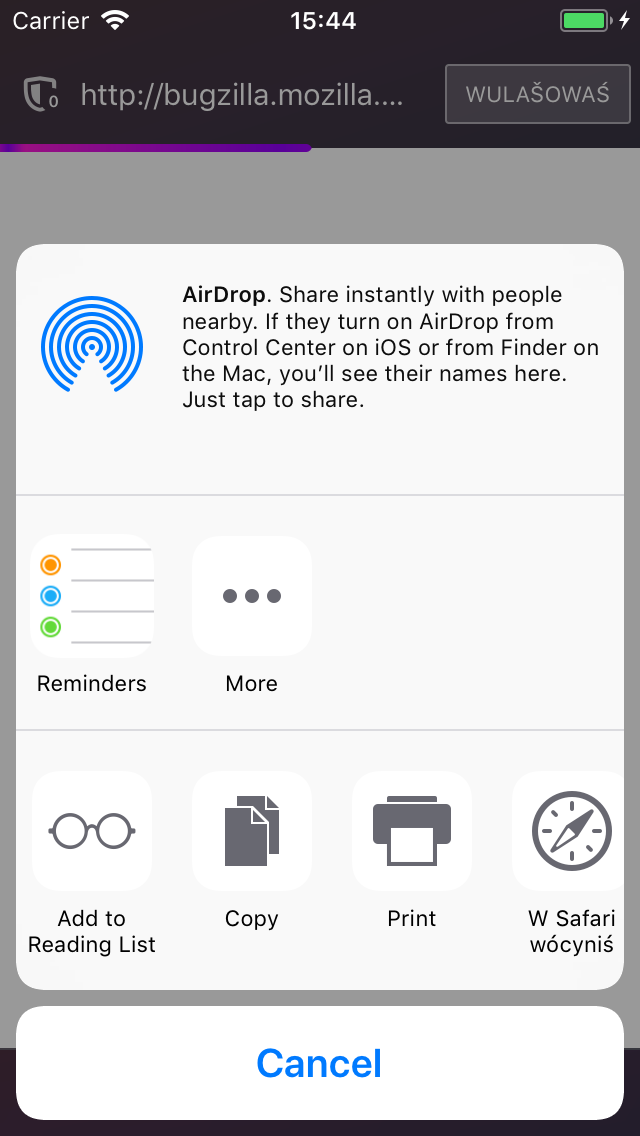 Carrier 15:44
0 http://bugzilla.mozilla.... WULAŠOWAŚ
AirDrop. Share instantly with people
nearby. If they turn on AirDrop from
Control Center on iOS or from Finder on
the Mac, you’ll see their names here.
Just tap to share.
Reminders More
Add to
Reading List
Copy
Print
W Safari
wócyniś
Cancel